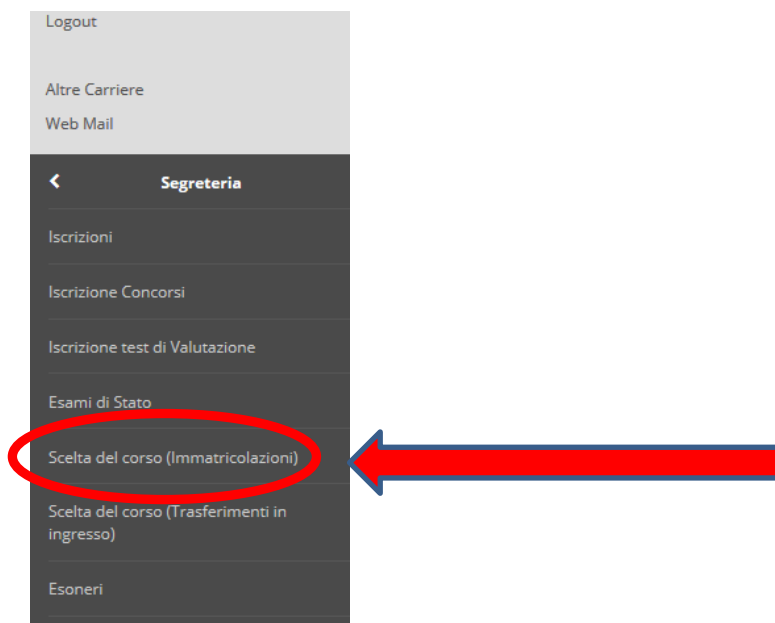 Logout
Altre Carriere
Web Mail
Segreteria
Iscrizioni
Iscrizione Concorsi
Iscrizione test di Valutazione
Esami di Stato
Scelta del corso (Immatricolazioni)
Scelta del corso (Trasferimenti in
ingresso)
Esoneri